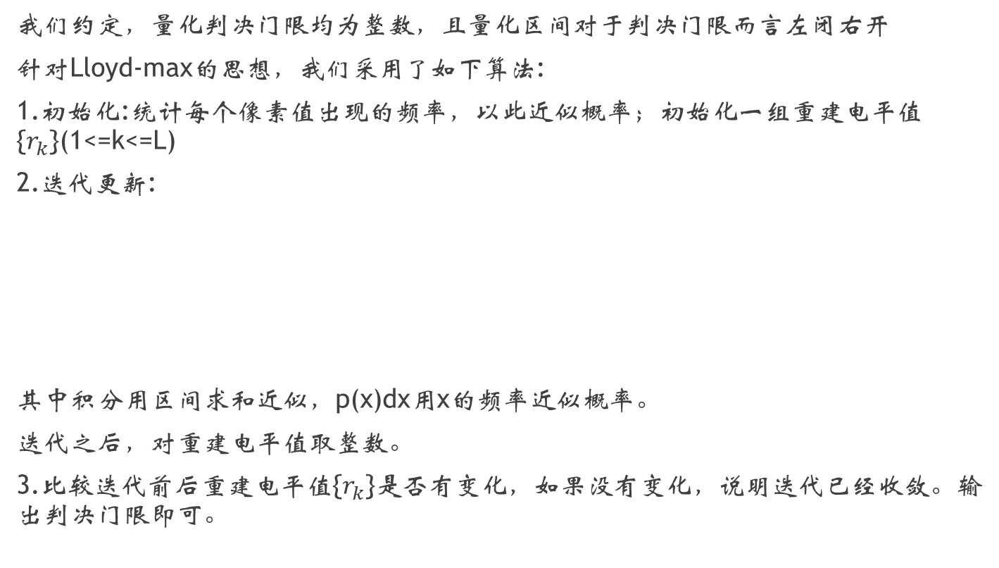 我们约定，量化判决门限均为整数，且量化区间对于判决门限而言左闭右开
针对Lloyd-max的思想，我们采用了如下算法:
1.初始化:统计每个像素值出现的频率，以此近似概率；初始化一组重建电平值
{r_k}(1<=k<=L)
2.迭代更新:
其中积分用区间求和近似，p(x)dx用x的频率近似概率。
迭代之后，对重建电平值取整数。
3.比较迭代前后重建电平值{r_k}是否有变化，如果没有变化，说明迭代已经收敛。输
出判决门限即可。